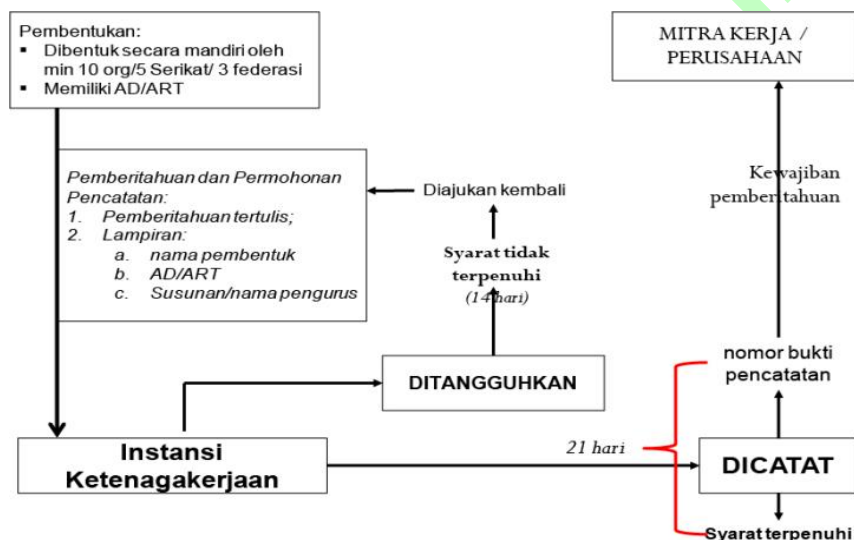 Pembentukan:
▪ Dibentuk secara mandiri oleh
min 10 org/5 Serikat/ 3 federasi
▪ Memiliki AD/ART
MITRA KERJA /
PERUSAHAAN
Pemberitahuan dan Permohonan
Pencatatan:
1. Pemberitahuan tertulis;
2. Lampiran:
a. nama pembentuk
b. AD/ART
c. Susunan/nama pengurus
Diajukan kembali
Syarat tidak
terpenuhi
(14 hari)
Kewajiban
pemberitahuan
DITANGGUHKAN
nomor bukti
pencatatan
Instansi
Ketenagakerjaan
21 hari
DICATAT
Syarat terpenuhi